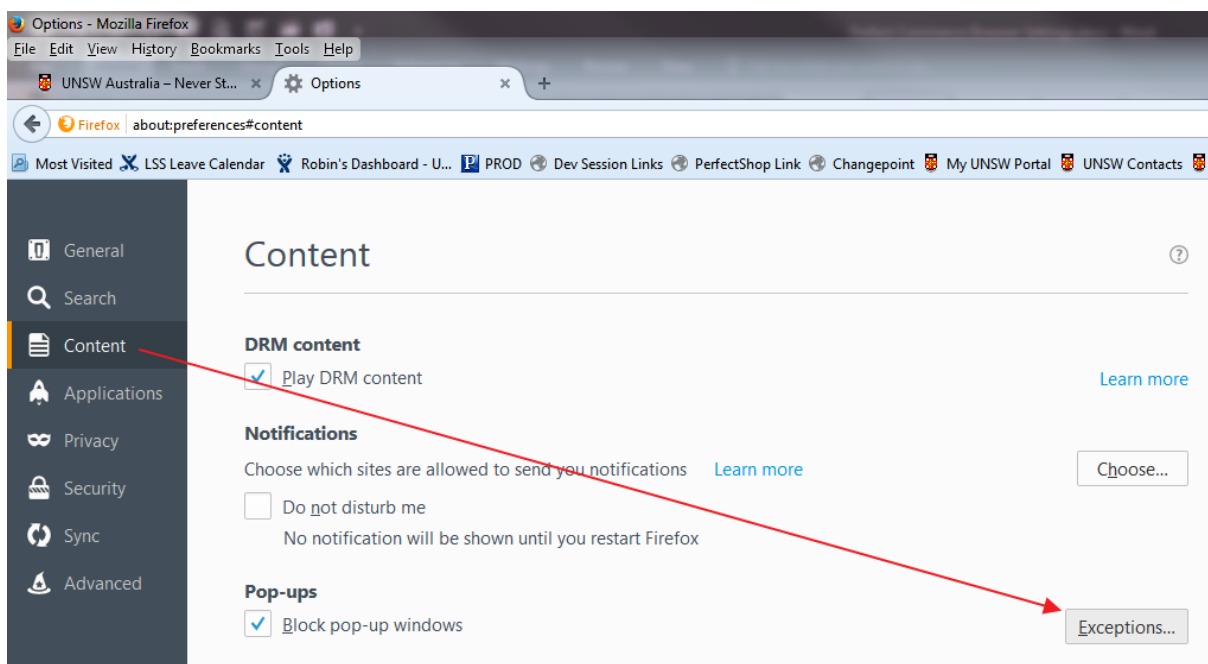 Options - Mozilla Firefox
File Edit View History Bookmarks Tools Help
UNSW Australia – Never St... × Options × +
Firefox about:preferences#content
Most Visited LSS Leave Calendar Robin's Dashboard - U... PROD Dev Session Links PerfectShop Link Changepoint My UNSW Portal UNSW Contacts
General
Search
Content
Applications
Privacy
Security
Sync
Advanced
Content ?
DRM content
Play DRM content Learn more
Notifications
Choose which sites are allowed to send you notifications Learn more Choose...
Do not disturb me
No notification will be shown until you restart Firefox
Pop-ups
Block pop-up windows Exceptions...